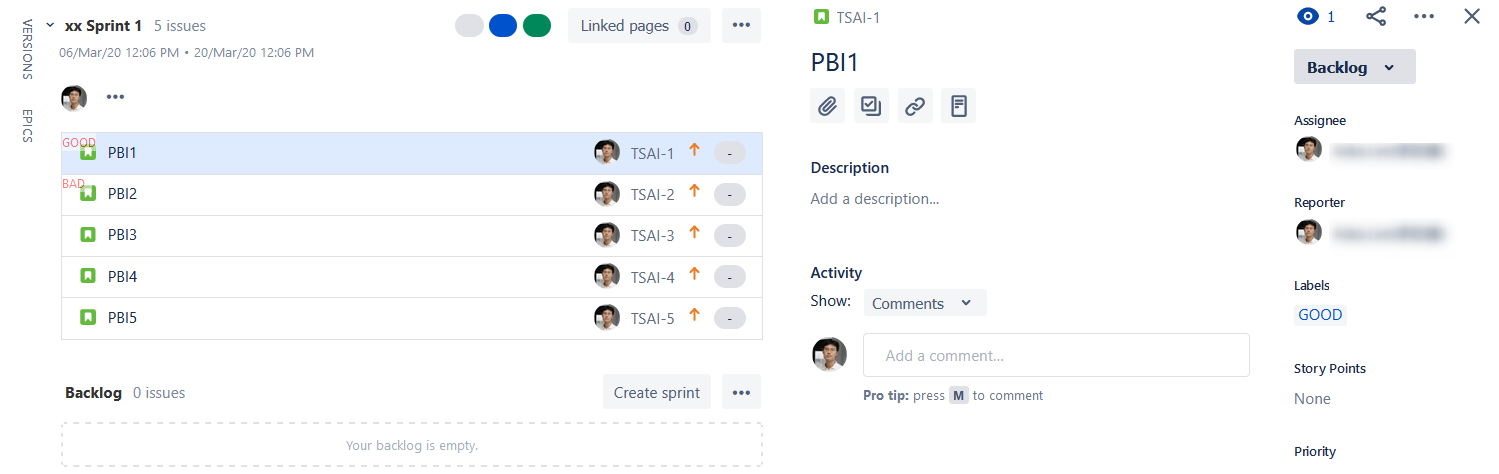 VERSIONS
EPICS
xx Sprint 1 5 issues
Linked pages 0
06/Mar/20 12:06 PM • 20/Mar/20 12:06 PM
GOOD
PBI1 TSAI-1 -
BAD
PBI2 TSAI-2 -
PBI3 TSAI-3 -
PBI4 TSAI-4 -
PBI5 TSAI-5 -
Backlog 0 issues
Create sprint
Your backlog is empty.
TSAI-1
1
PBI1
Description
Add a description...
Activity
Show: Comments
Add a comment...
Pro tip: press M to comment
Backlog
Assignee
Reporter
Labels
GOOD
Story Points
None
Priority